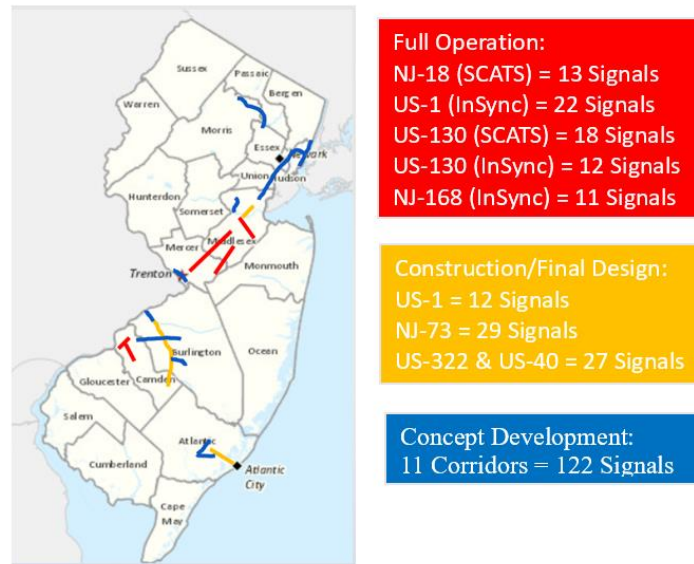 Sussex
Passaic
Bergen
Warren
Morris
Essex
Newark
Union
Hudson
Hunterdon
Somerset
Middlesex
Mercer
Trenton
Monmouth
Ocean
Burlington
Gloucester
Camden
Salem
Atlantic
Cumberland
Atlantic
City
Cape
May
Full Operation:
NJ-18 (SCATS) = 13 Signals
US-1 (InSync) = 22 Signals
US-130 (SCATS) = 18 Signals
US-130 (InSync) = 12 Signals
NJ-168 (InSync) = 11 Signals
Construction/Final Design:
US-1 = 12 Signals
NJ-73 = 29 Signals
US-322 & US-40 = 27 Signals
Concept Development:
11 Corridors = 122 Signals